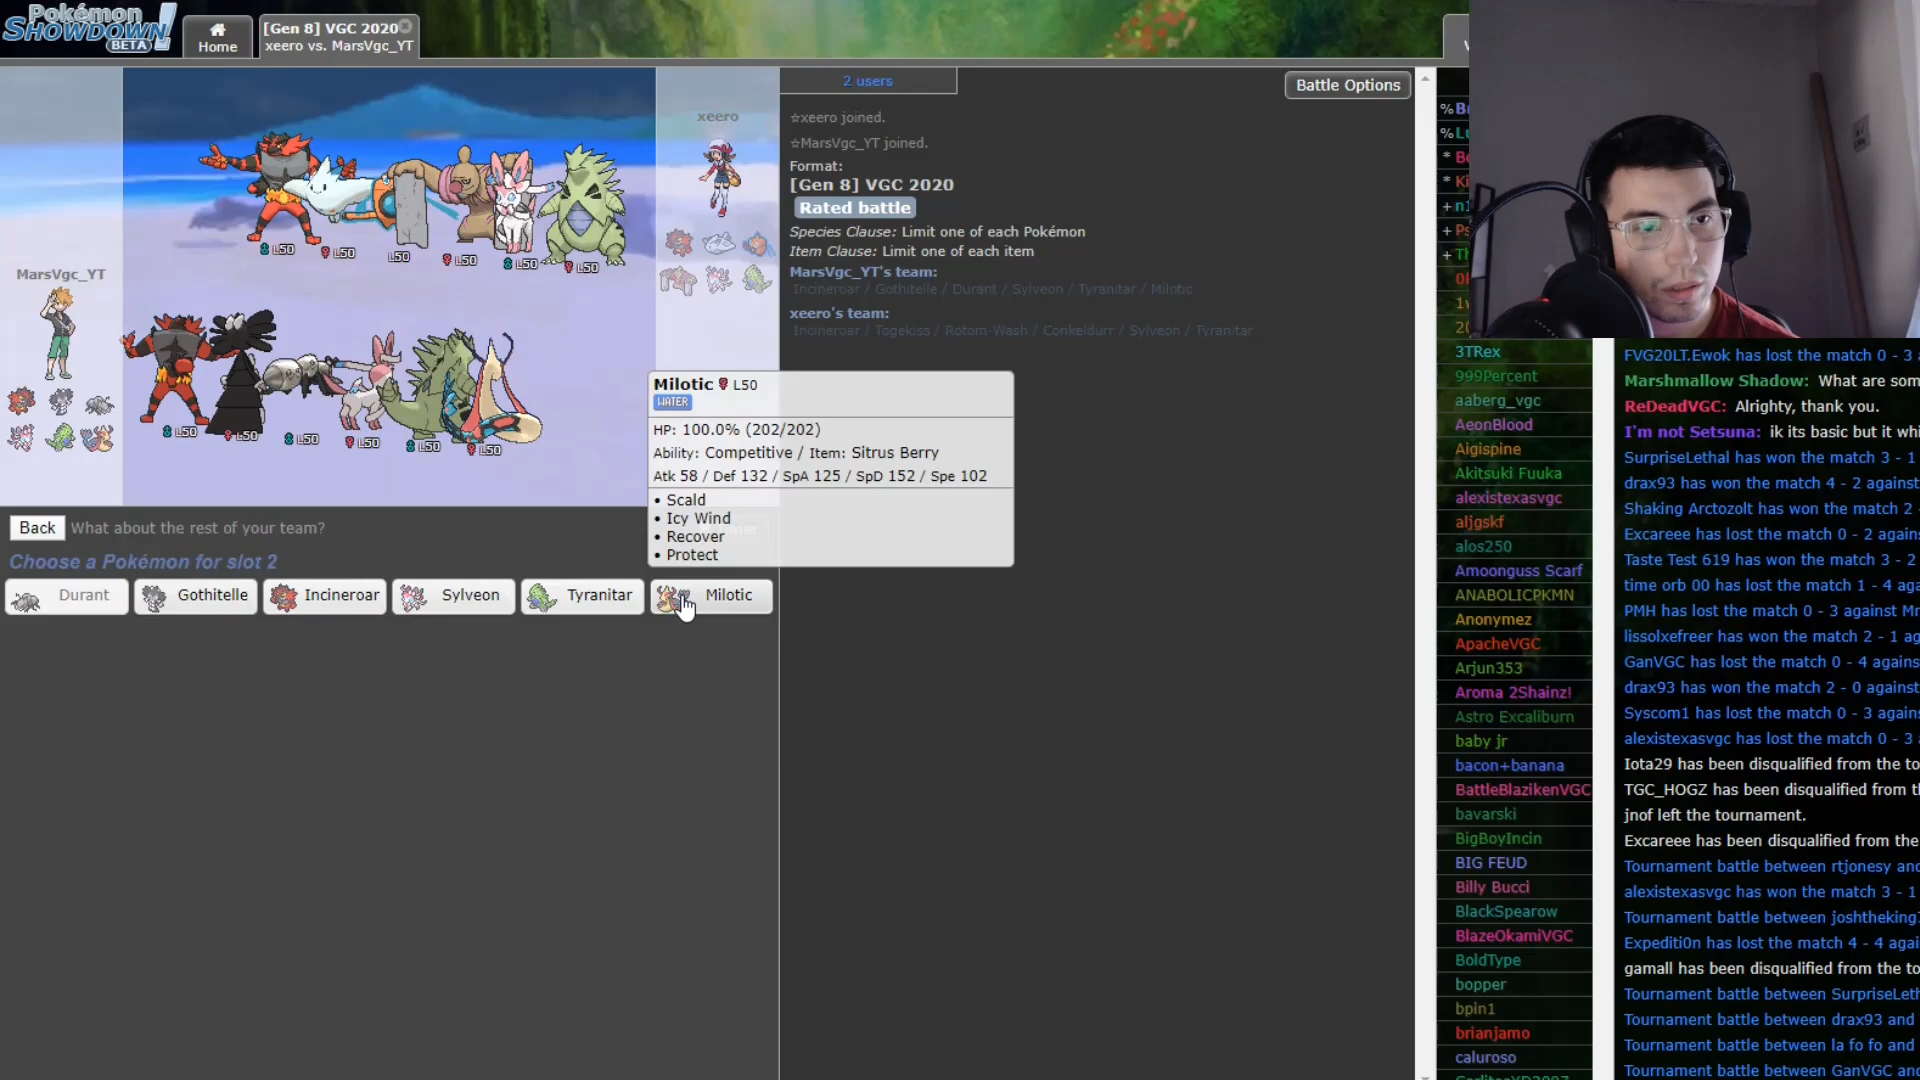 Pokémon
SHOWDOWN!
BETA
Home
[Gen 8] VGC 2020
xeero vs. MarsVgc_YT
2 users
Battle Options
☆xeero joined.
☆MarsVgc_YT joined.
Format:
[Gen 8] VGC 2020
Rated battle
Species Clause: Limit one of each Pokémon
Item Clause: Limit one of each item
MarsVgc_YT's team:
Incineroar / Gothitelle / Durant / Sylveon / Tyranitar / Milotic
xeero's team:
Incineroar / Togekiss / Rotom-Wash / Conkeldurr / Sylveon / Tyranitar
xeero
MarsVgc_YT
L50
L50
L50
L50
L50
L50
L50
L50
L50
L50
L50
L50
Milotic L50
WATER
HP: 100.0% (202/202)
Ability: Competitive / Item: Sitrus Berry
Atk 58 / Def 132 / SpA 125 / SpD 152 / Spe 102
• Scald
• Icy Wind
• Recover
• Protect
Back What about the rest of your team?
Choose a Pokémon for slot 2
Durant
Gothitelle
Incineroar
Sylveon
Tyranitar
Milotic
3TRex
999Percent
aaberg_vgc
AeonBlood
Aigispine
Akitsuki Fuuka
alexistexasvgc
aljgskf
alos250
Amoonguss Scarf
ANABOLICPKMN
Anonymez
ApacheVGC
Arjun353
Aroma 2Shainz!
Astro Excaliburn
baby jr
bacon+banana
BattleBlazikenVGC
bavarski
BigBoyIncin
BIG FEUD
Billy Bucci
BlackSpearow
BlazeOkamiVGC
BoldType
bopper
bpin1
brianjamo
caluroso
FVG20LT.Ewok has lost the match 0 - 3 a
Marshmallow Shadow: What are som
ReDeadVGC: Alrighty, thank you.
I'm not Setsuna: ik its basic but it whi
SurpriseLethal has won the match 3 - 1
drax93 has won the match 4 - 2 against
Shaking Arctozolt has won the match 2
Excareee has lost the match 0 - 2 again
Taste Test 619 has won the match 3 - 2
time orb 00 has lost the match 1 - 4 aga
PMH has lost the match 0 - 3 against Mr
lissolxefreer has won the match 2 - 1 ag
GanVGC has lost the match 0 - 4 agains
drax93 has won the match 2 - 0 against
Syscom1 has lost the match 0 - 3 agains
alexistexasvgc has lost the match 0 - 3
Iota29 has been disqualified from the to
TGC_HOGZ has been disqualified from th
jnof left the tournament.
Excareee has been disqualified from the
Tournament battle between rtjonesy and
alexistexasvgc has won the match 3 - 1
Tournament battle between joshtheking
Expediti0n has lost the match 4 - 4 agai
gamall has been disqualified from the to
Tournament battle between SurpriseLeth
Tournament battle between drax93 and
Tournament battle between la fo fo and
Tournament battle between GanVGC and